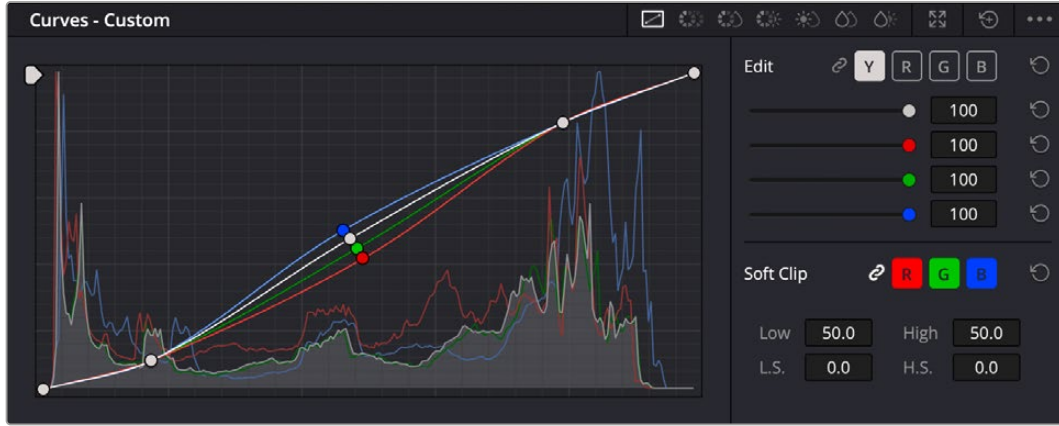 Curves - Custom
Edit Y R G B
100
100
100
100
Soft Clip R G B
Low 50.0 High 50.0
L.S. 0.0 H.S. 0.0